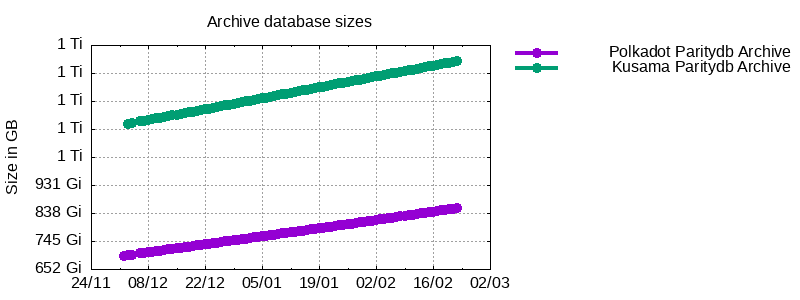 Archive database sizes
1 Ti
1 Ti
1 Ti
1 Ti
1 Ti
931 Gi
838 Gi
745 Gi
652 Gi
Size in GB
24/11 08/12 22/12 05/01 19/01 02/02 16/02 02/03
Polkadot Paritydb Archive
Kusama Paritydb Archive